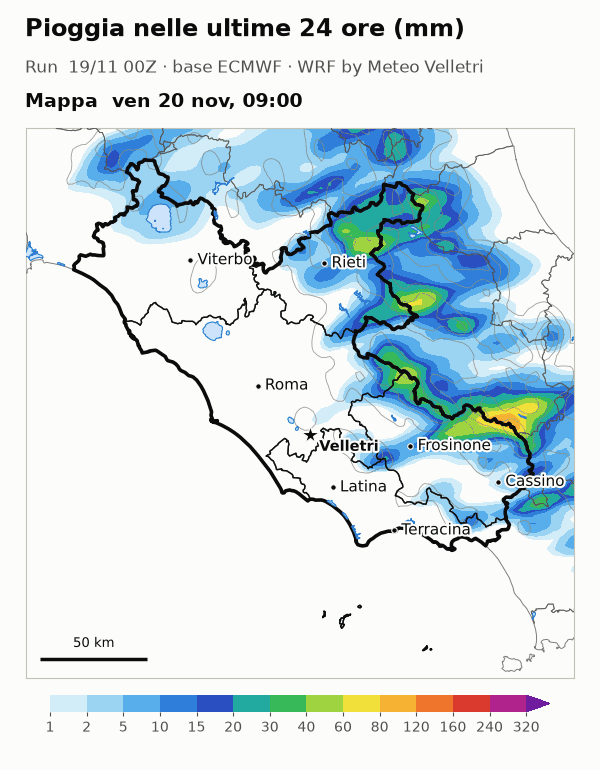 Pioggia nelle ultime 24 ore (mm)
Run 19/11 00Z · base ECMWF · WRF by Meteo Velletri
Mappa ven 20 nov, 09:00
Viterbo
Rieti
Roma
Velletri
Frosinone
Latina
Cassino
Terracina
50 km
1 2 5 10 15 20 30 40 60 80 120 160 240 320